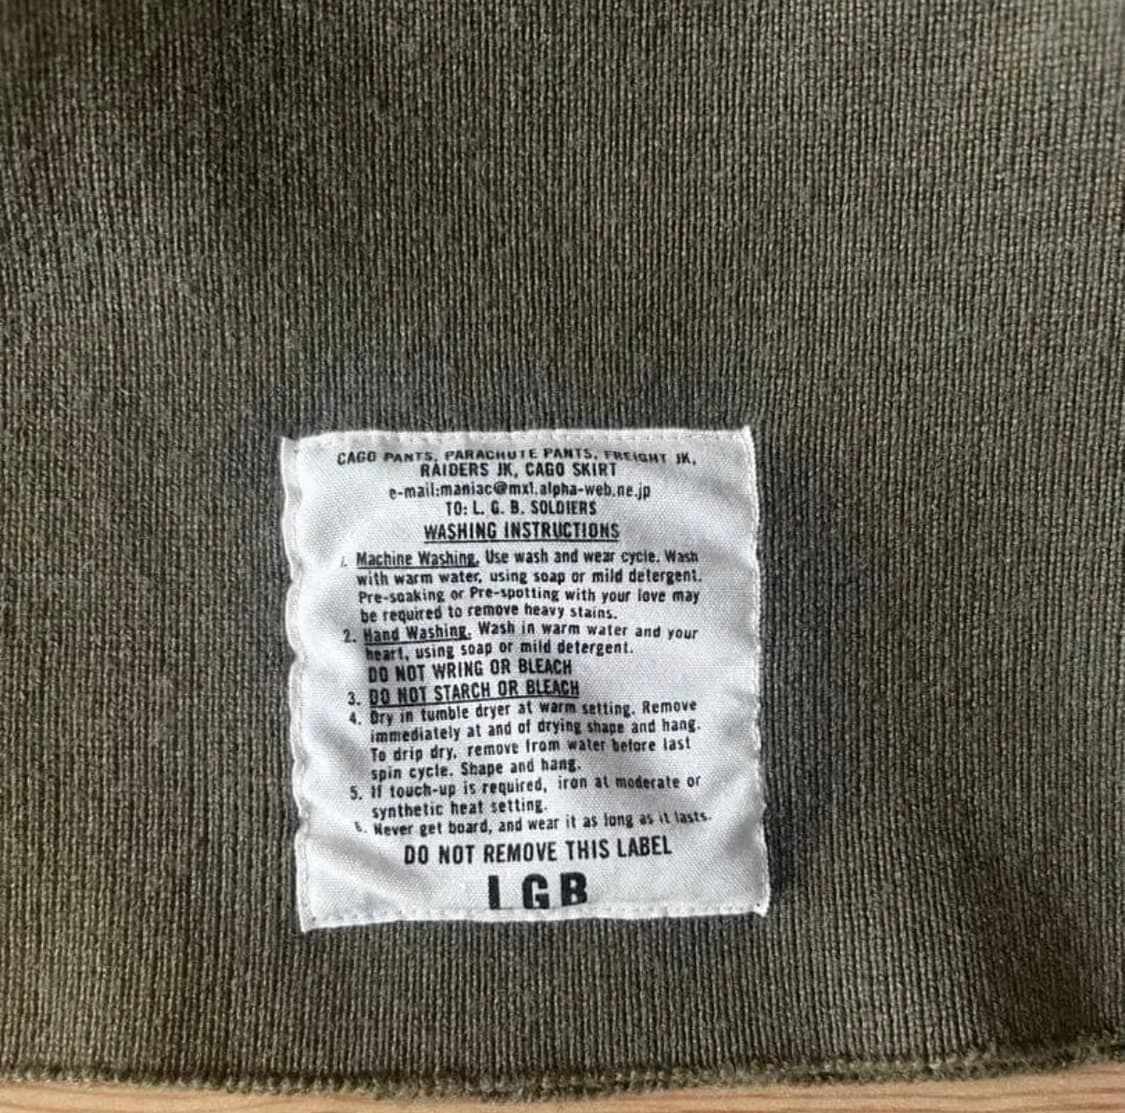 CAGO PANTS, PARACHUTE PANTS, FREIGHT JK,
RAIDERS JK, CAGO SKIRT
e-mail:maniac@mx1.alpha-web.ne.jp
TO: L. G. B. SOLDIERS
WASHING INSTRUCTIONS
1. Machine Washing. Use wash and wear cycle. Wash
with warm water, using soap or mild detergent.
Pre-soaking or Pre-spotting with your love may
be required to remove heavy stains.
2. Hand Washing. Wash in warm water and your
heart, using soap or mild detergent.
DO NOT WRING OR BLEACH
3. DO NOT STARCH OR BLEACH
4. Dry in tumble dryer at warm setting. Remove
immediately at and of drying shape and hang.
To drip dry, remove from water before last
spin cycle. Shape and hang.
5. If touch-up is required, iron at moderate or
synthetic heat setting.
6. Never get board, and wear it as long as it lasts.
DO NOT REMOVE THIS LABEL
LGB